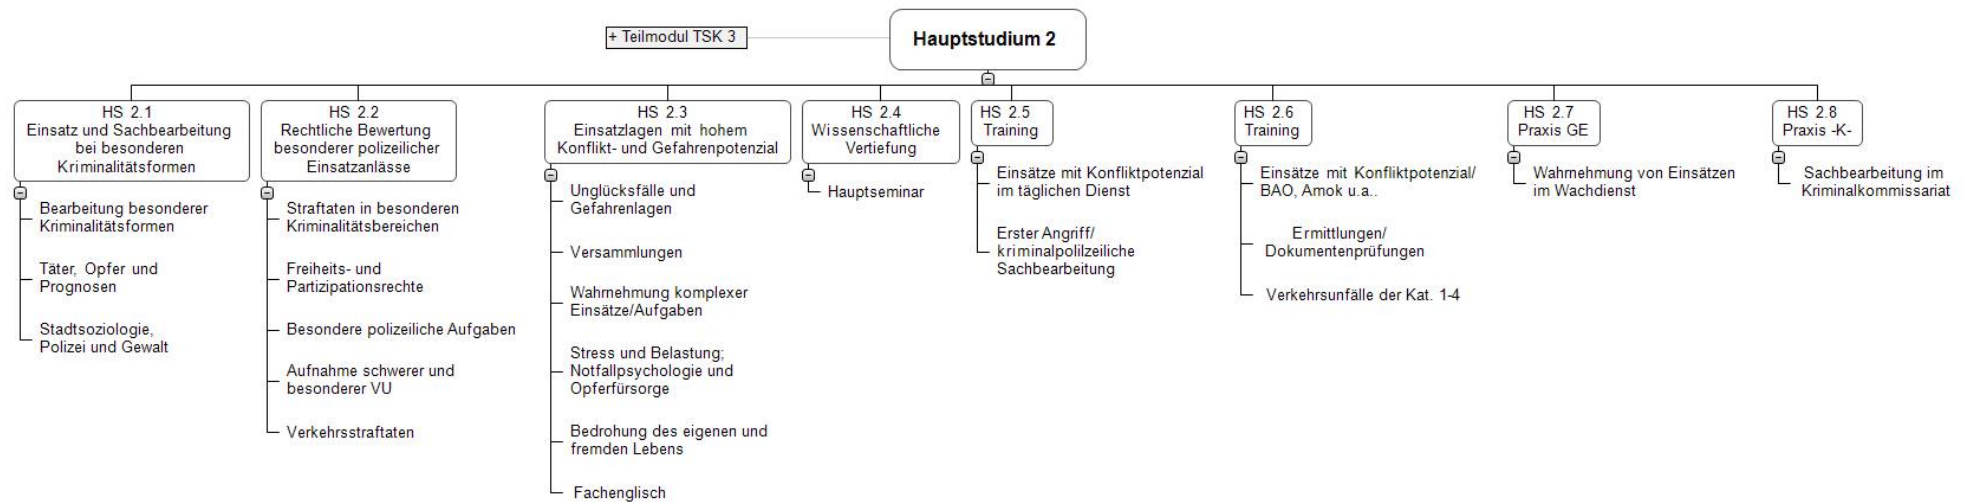 + Teilmodul TSK 3
Hauptstudium 2
HS 2.1
Einsatz und Sachbearbeitung
bei besonderen
Kriminalitätsformen
Bearbeitung besonderer
Kriminalitätsformen
Täter, Opfer und
Prognosen
Stadtsoziologie,
Polizei und Gewalt
HS 2.2
Rechtliche Bewertung
besonderer polizeilicher
Einsatzanlässe
Straftaten in besonderen
Kriminalitätsbereichen
Freiheits- und
Partizipationsrechte
Besondere polizeiliche Aufgaben
Aufnahme schwerer und
besonderer VU
Verkehrsstraftaten
HS 2.3
Einsatzlagen mit hohem
Konflikt- und Gefahrenpotenzial
Unglücksfälle und
Gefahrenlagen
Versammlungen
Wahrnehmung komplexer
Einsätze/Aufgaben
Stress und Belastung;
Notfallpsychologie und
Opferfürsorge
Bedrohung des eigenen und
fremden Lebens
Fachenglisch
HS 2.4
Wissenschaftliche
Vertiefung
Hauptseminar
HS 2.5
Training
Einsätze mit Konfliktpotenzial
im täglichen Dienst
Erster Angriff/
kriminalpolilzeiliche
Sachbearbeitung
HS 2.6
Training
Einsätze mit Konfliktpotenzial/
BAO, Amok u.a..
Ermittlungen/
Dokumentenprüfungen
Verkehrsunfälle der Kat. 1-4
HS 2.7
Praxis GE
Wahrnehmung von Einsätzen
im Wachdienst
HS 2.8
Praxis -K-
Sachbearbeitung im
Kriminalkommissariat